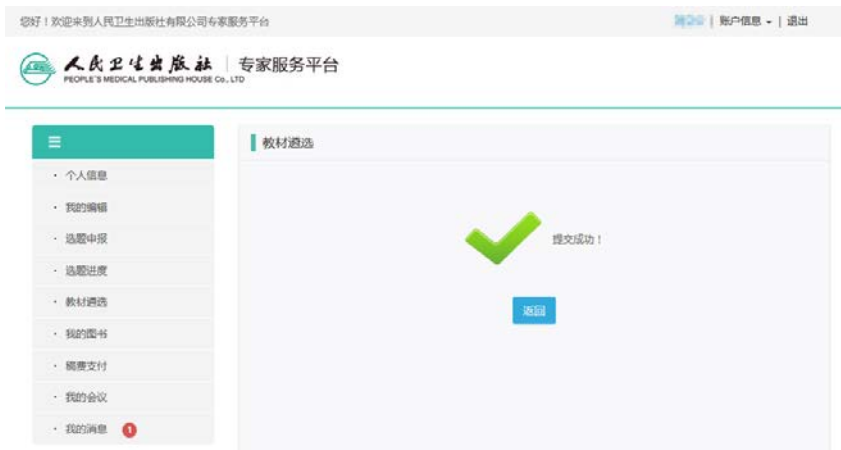 您好！欢迎来到人民卫生出版社有限公司专家服务平台
| 账户信息 | 退出
人民卫生出版社 | 专家服务平台
PEOPLE'S MEDICAL PUBLISHING HOUSE Co., LTD
教材遴选
· 个人信息
· 我的编辑
· 选题申报
· 选题进度
· 教材遴选
· 我的图书
· 稿费支付
· 我的会议
· 我的消息 1
提交成功！
返回